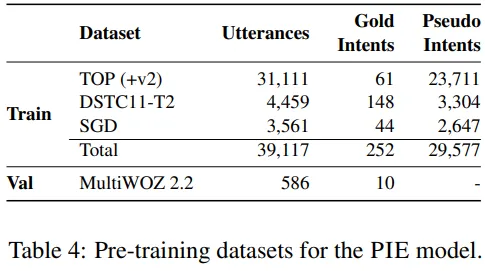 Dataset Utterances Gold Intents Pseudo Intents
Train
TOP (+v2) 31,111 61 23,711
DSTC11-T2 4,459 148 3,304
SGD 3,561 44 2,647
Total 39,117 252 29,577
Val MultiWOZ 2.2 586 10 -
Table 4: Pre-training datasets for the PIE model.